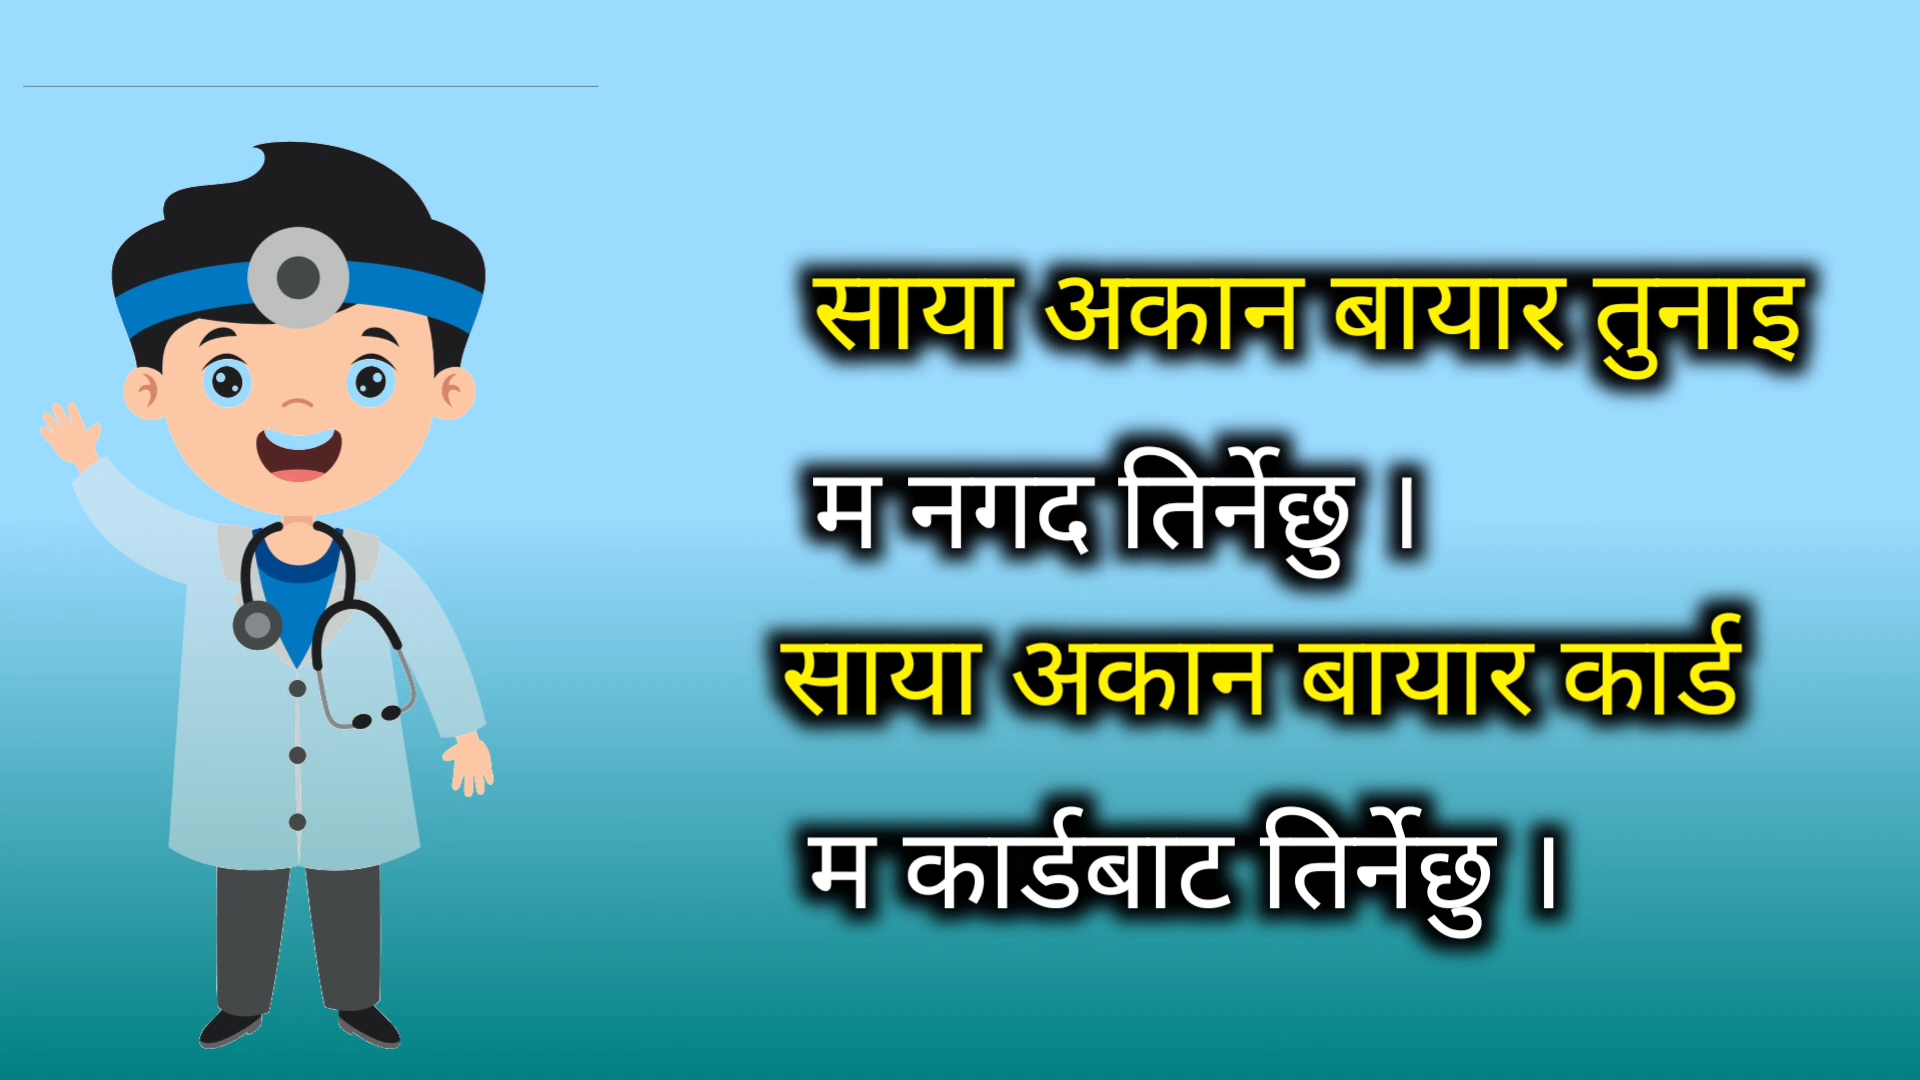 साया अकान बायार तुनाइ
म नगद तिर्नेछु ।
साया अकान बायार कार्ड
म कार्डबाट तिर्नेछु ।